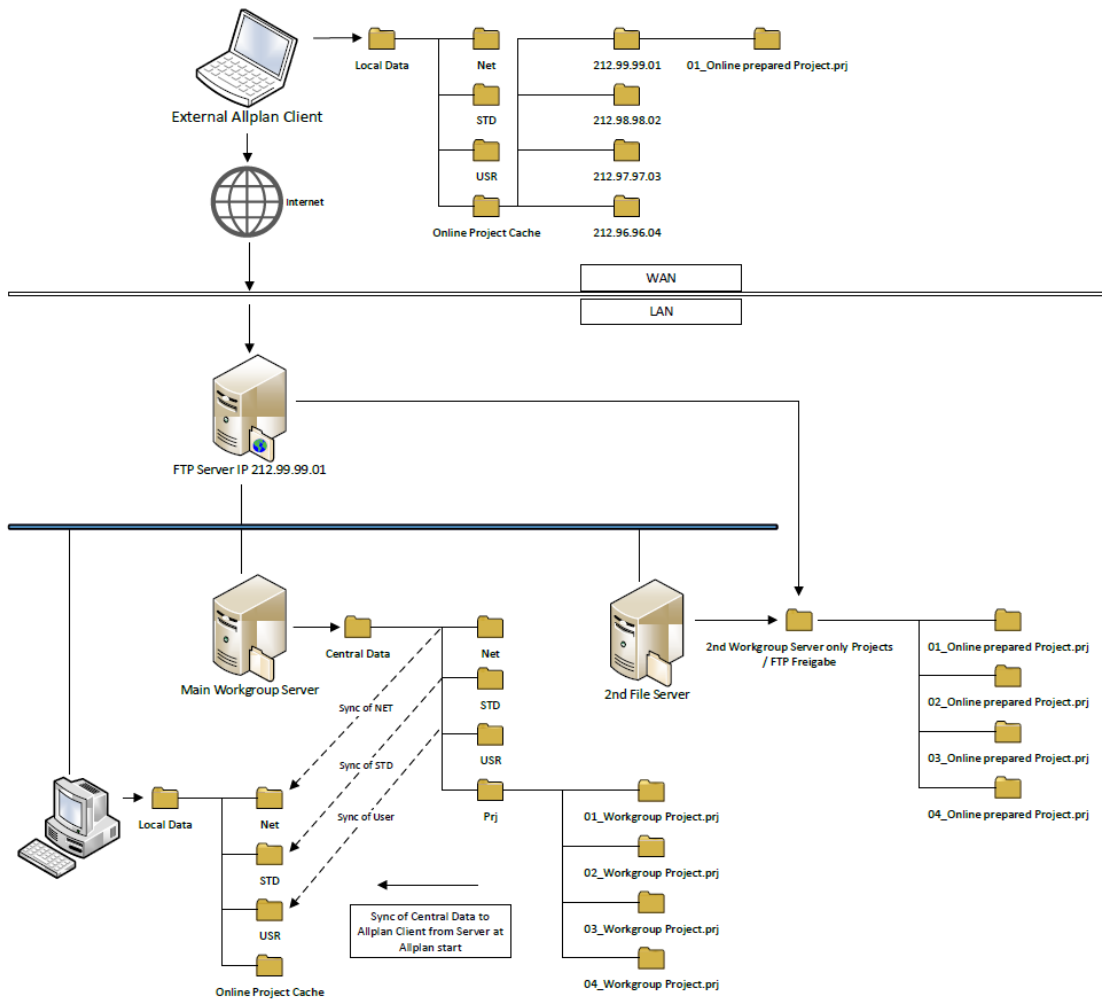 Local Data
Net
212.99.99.01
01_Online prepared Project.prj
External Allplan Client
STD
212.98.98.02
USR
212.97.97.03
Internet
Online Project Cache
212.96.96.04
WAN
LAN
FTP Server IP 212.99.99.01
Central Data
Net
2nd Workgroup Server only Projects
/ FTP Freigabe
01_Online prepared Project.prj
Main Workgroup Server
2nd File Server
Sync of NET
STD
02_Online prepared Project.prj
Sync of STD
USR
03_Online prepared Project.prj
Sync of User
Local Data
Net
Prj
01_Workgroup Project.prj
04_Online prepared Project.prj
STD
02_Workgroup Project.prj
Sync of Central Data to
Allplan Client from Server at
Allplan start
USR
03_Workgroup Project.prj
Online Project Cache
04_Workgroup Project.prj